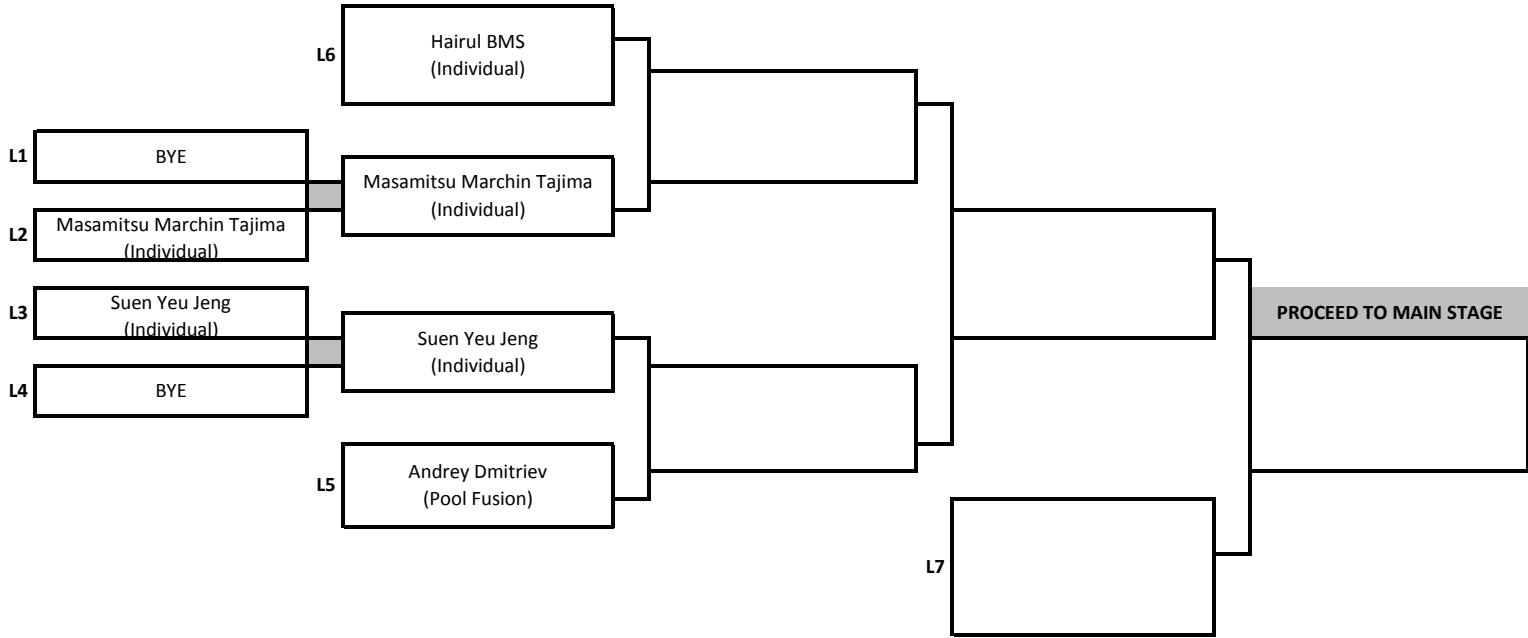 L6
Hairul BMS
(Individual)
L1
BYE
Masamitsu Marchin Tajima
(Individual)
L2
Masamitsu Marchin Tajima
(Individual)
L3
Suen Yeu Jeng
(Individual)
PROCEED TO MAIN STAGE
Suen Yeu Jeng
(Individual)
L4
BYE
L5
Andrey Dmitriev
(Pool Fusion)
L7